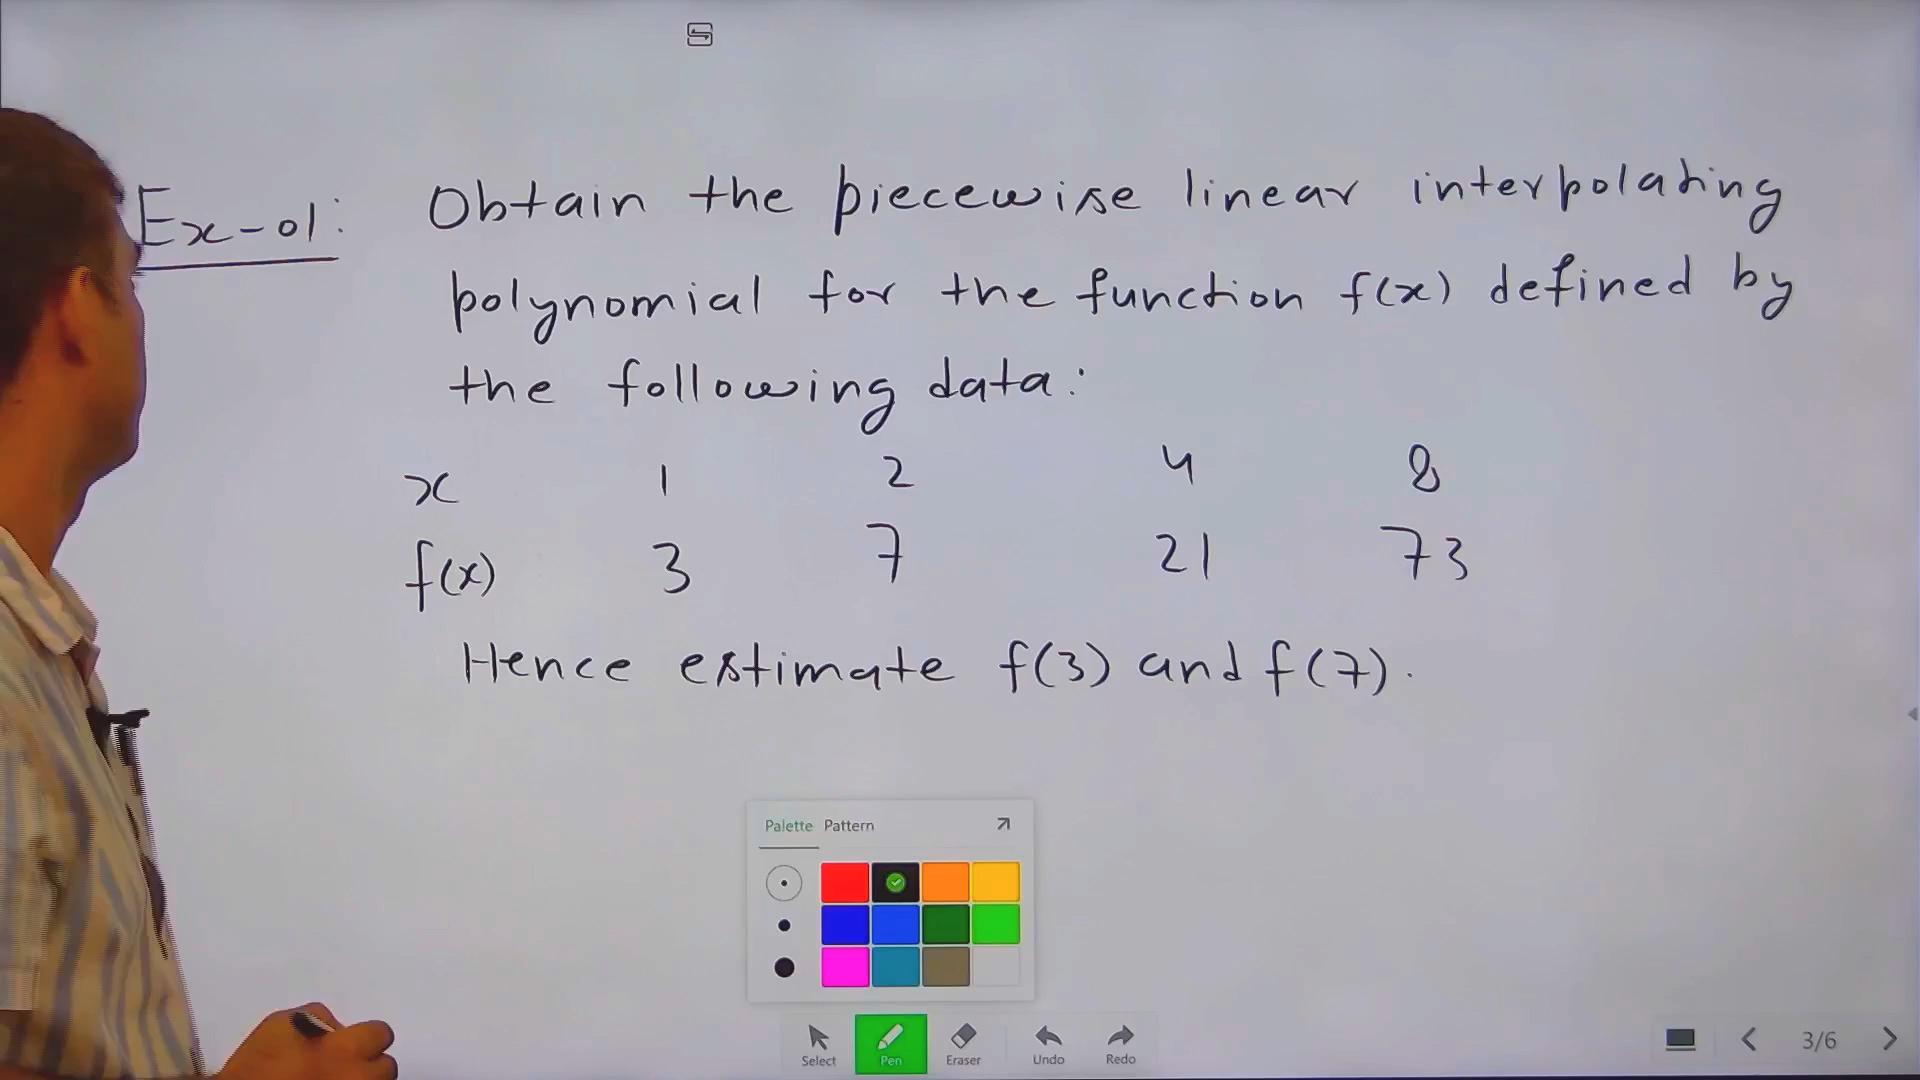 Ex-01: Obtain the piecewise linear interpolating
polynomial for the function f(x) defined by
the following data:
x 1 2 4 8
f(x) 3 7 21 73
Hence estimate f(3) and f(7).
Palette Pattern
Select Pen Eraser Undo Redo
3/6